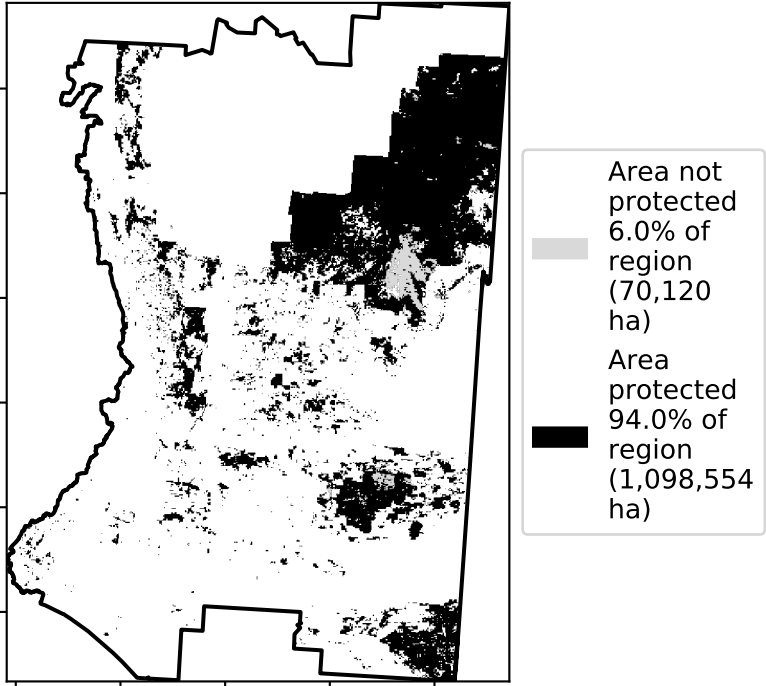 Area not
protected
6.0% of
region
(70,120
ha)
Area
protected
94.0% of
region
(1,098,554
ha)